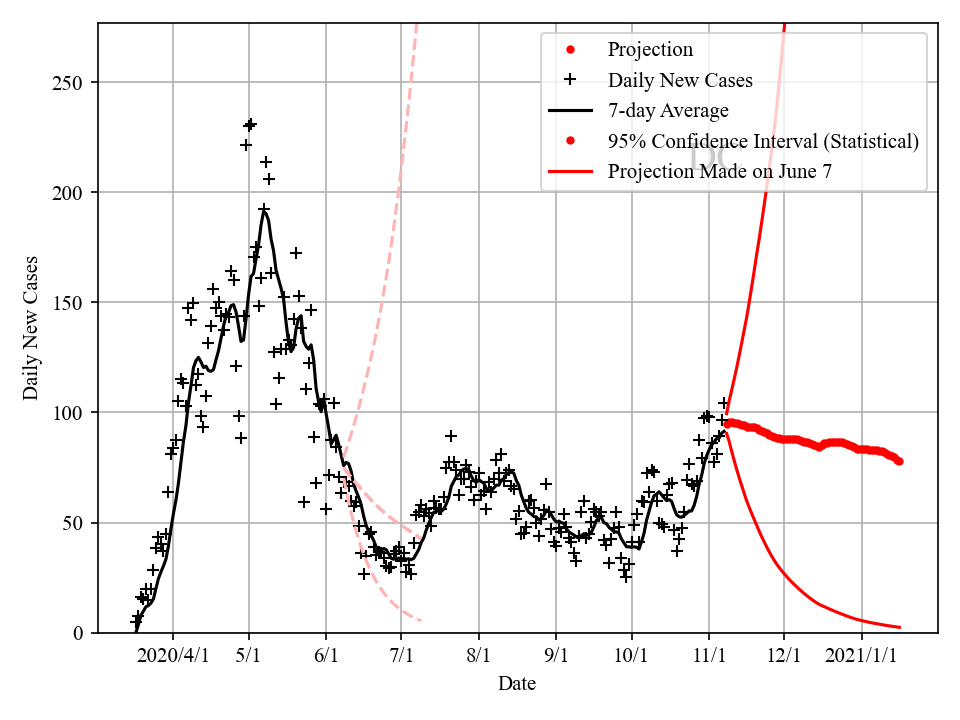 250
200
150
100
50
0
Daily New Cases
Projection
Daily New Cases
7-day Average
95% Confidence Interval (Statistical)
DC
Projection Made on June 7
2020/4/1 5/1 6/1 7/1 8/1 9/1 10/1 11/1 12/1 2021/1/1
Date